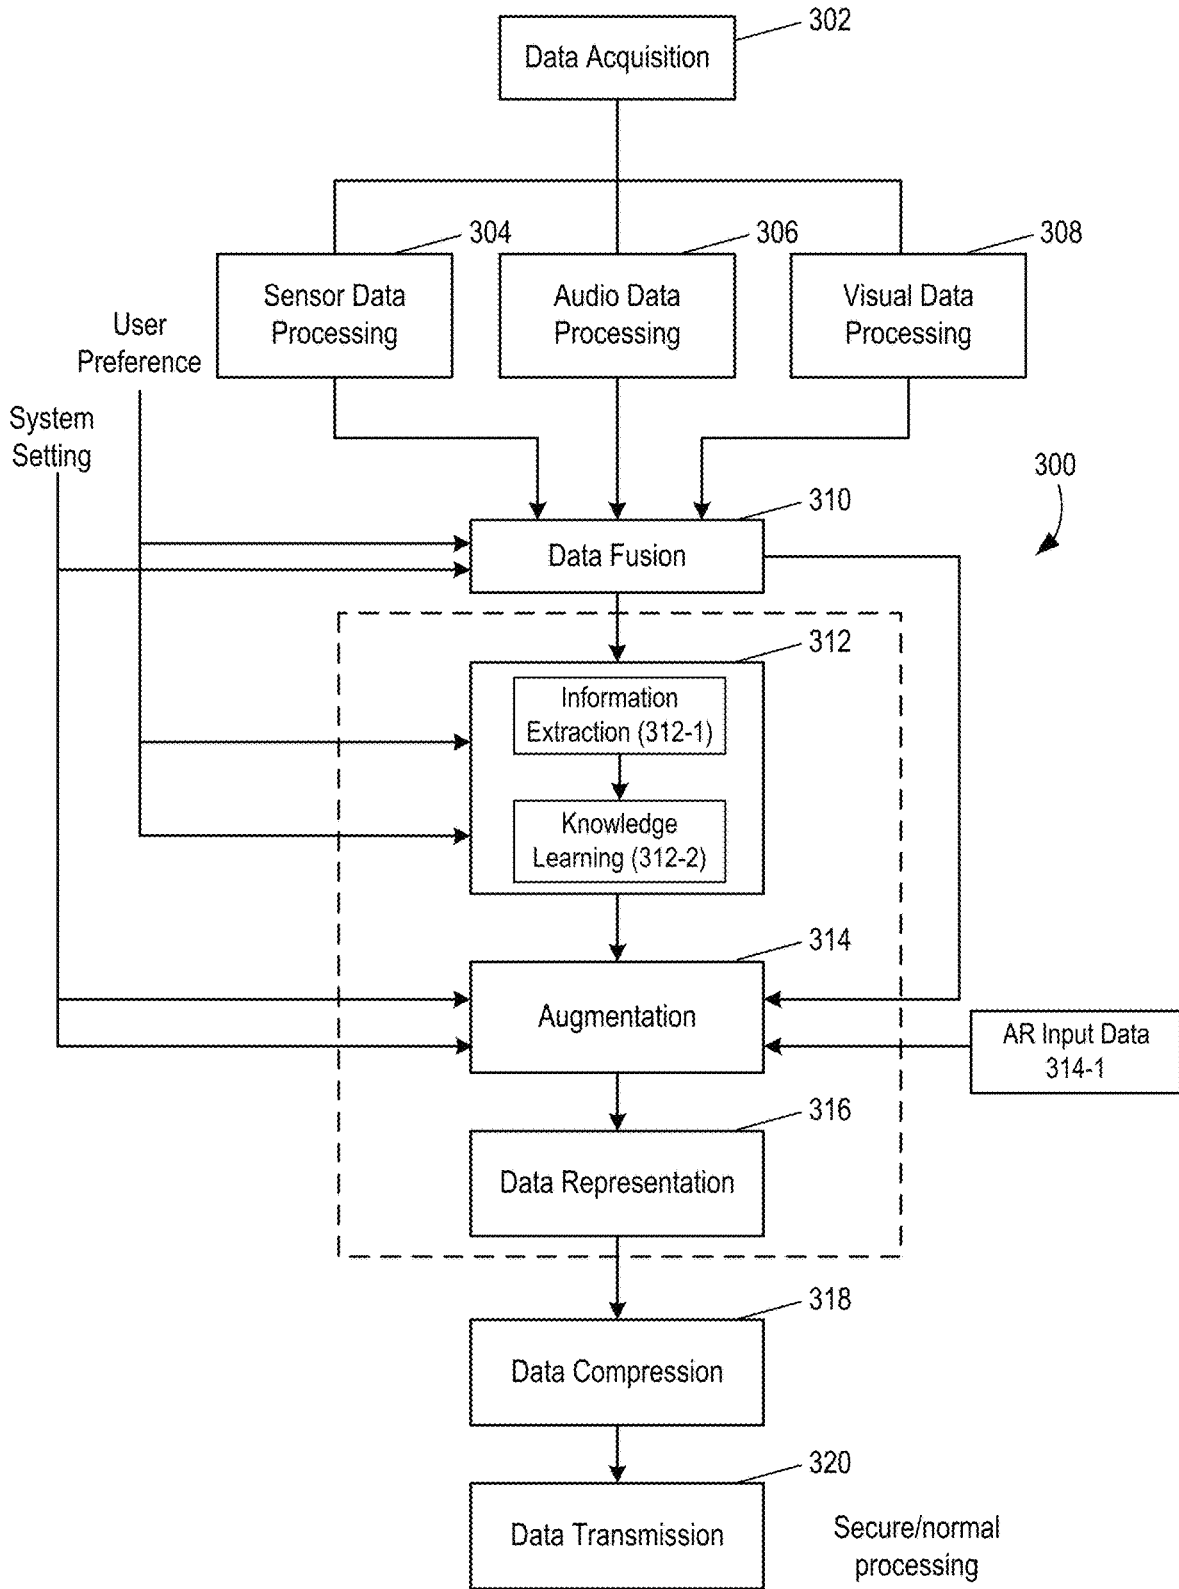 302
Data Acquisition
304
306
308
Sensor Data
Processing
Audio Data
Processing
Visual Data
Processing
User
Preference
System
Setting
300
310
Data Fusion
312
Information
Extraction (312-1)
Knowledge
Learning (312-2)
314
Augmentation
AR Input Data
314-1
316
Data Representation
318
Data Compression
320
Data Transmission
Secure/normal
processing